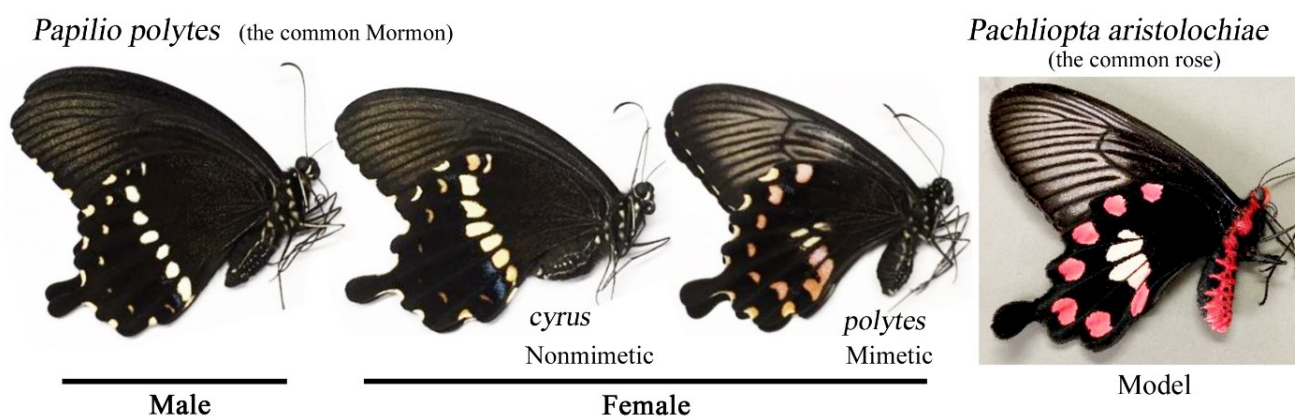 Papilio polytes (the common Mormon)
Pachliopta aristolochiae
(the common rose)
cyrus
Nonmimetic
polytes
Mimetic
Model
Male
Female